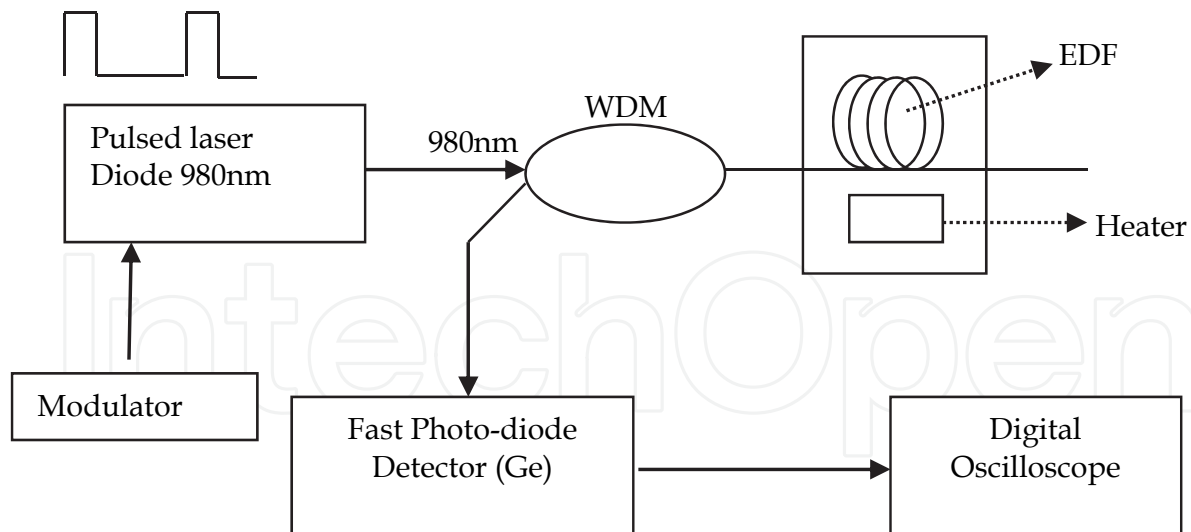 EDF
WDM
Pulsed laser
Diode 980nm
980nm
Heater
Modulator
Fast Photo-diode
Detector (Ge)
Digital
Oscilloscope
IntechOpen